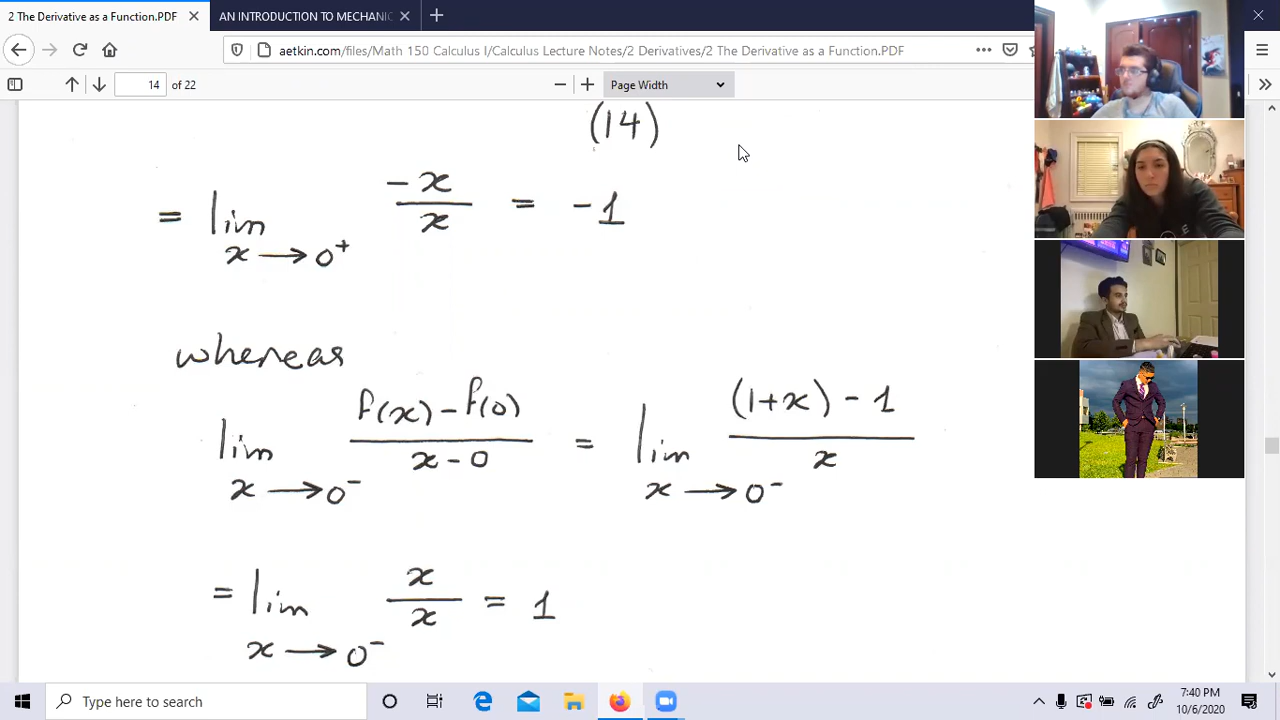 2 The Derivative as a Function.PDF
AN INTRODUCTION TO MECHANIC
aetkin.com/files/Math 150 Calculus I/Calculus Lecture Notes/2 Derivatives/2 The Derivative as a Function.PDF
14 of 22
Page Width
(14)
= lim x → 0⁺ -x/x = -1
whereas
lim x → 0⁻ f(x) - f(0) / x - 0 = lim x → 0⁻ (1+x) - 1 / x
= lim x → 0⁻ x/x = 1
Type here to search
7:40 PM
10/6/2020